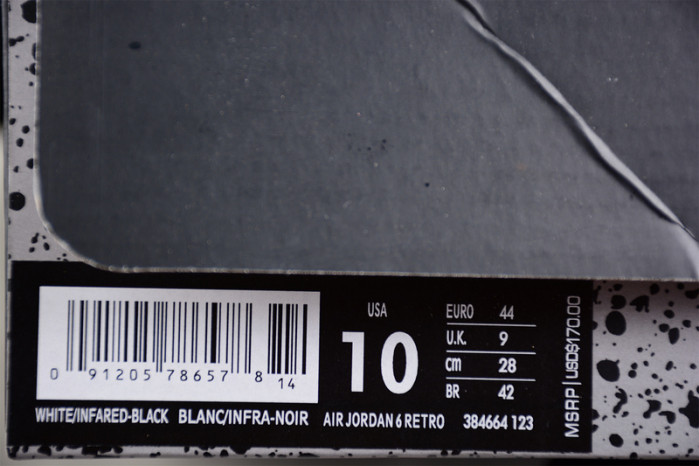 0 91205 78657 8 14
USA
10
EURO 44
U.K. 9
cm 28
BR 42
MSRP | USD$170.00
WHITE/INFARED-BLACK BLANC/INFRA-NOIR AIR JORDAN 6 RETRO 384664 123